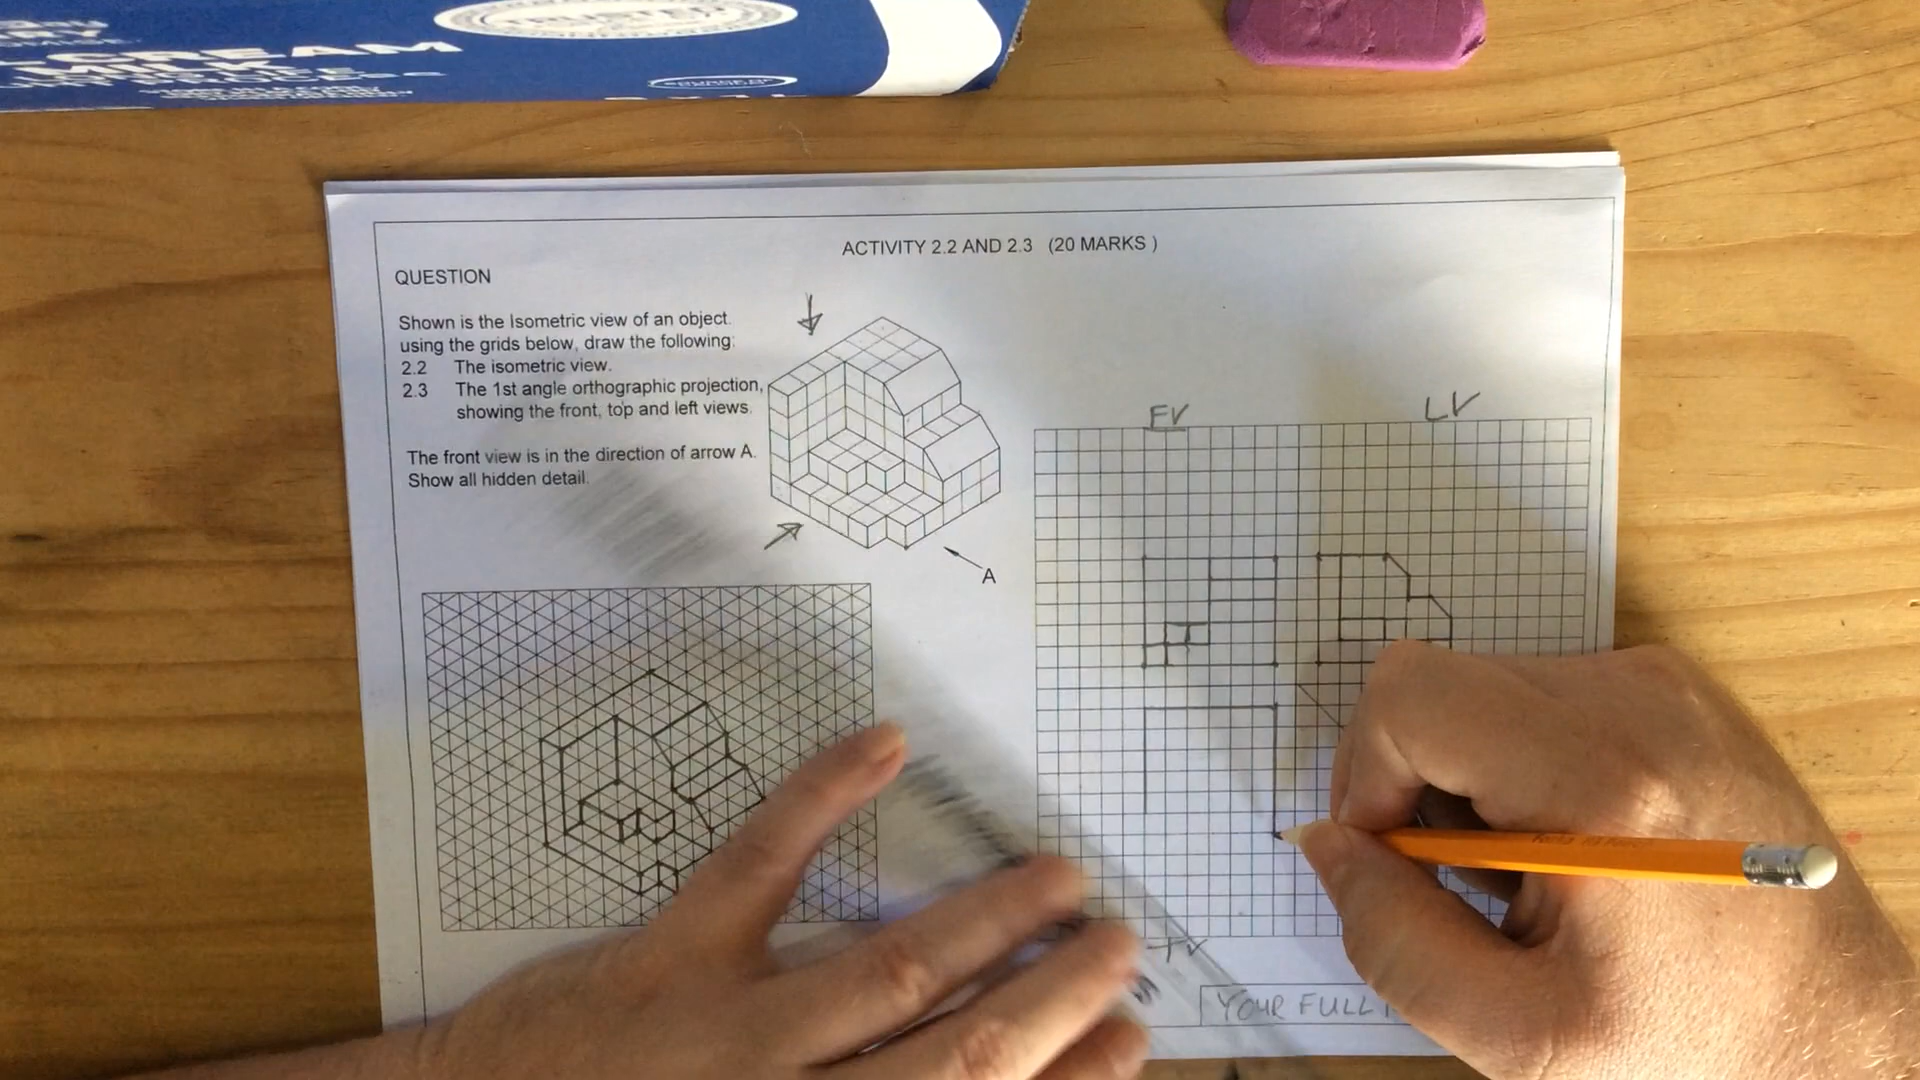 TRUSTED
CREAM
MILK
ACTIVITY 2.2 AND 2.3 (20 MARKS )
QUESTION
Shown is the Isometric view of an object.
using the grids below, draw the following:
2.2 The isometric view.
2.3 The 1st angle orthographic projection,
showing the front, top and left views.
The front view is in the direction of arrow A.
Show all hidden detail.
A
FV
LV
TV
YOUR FULL